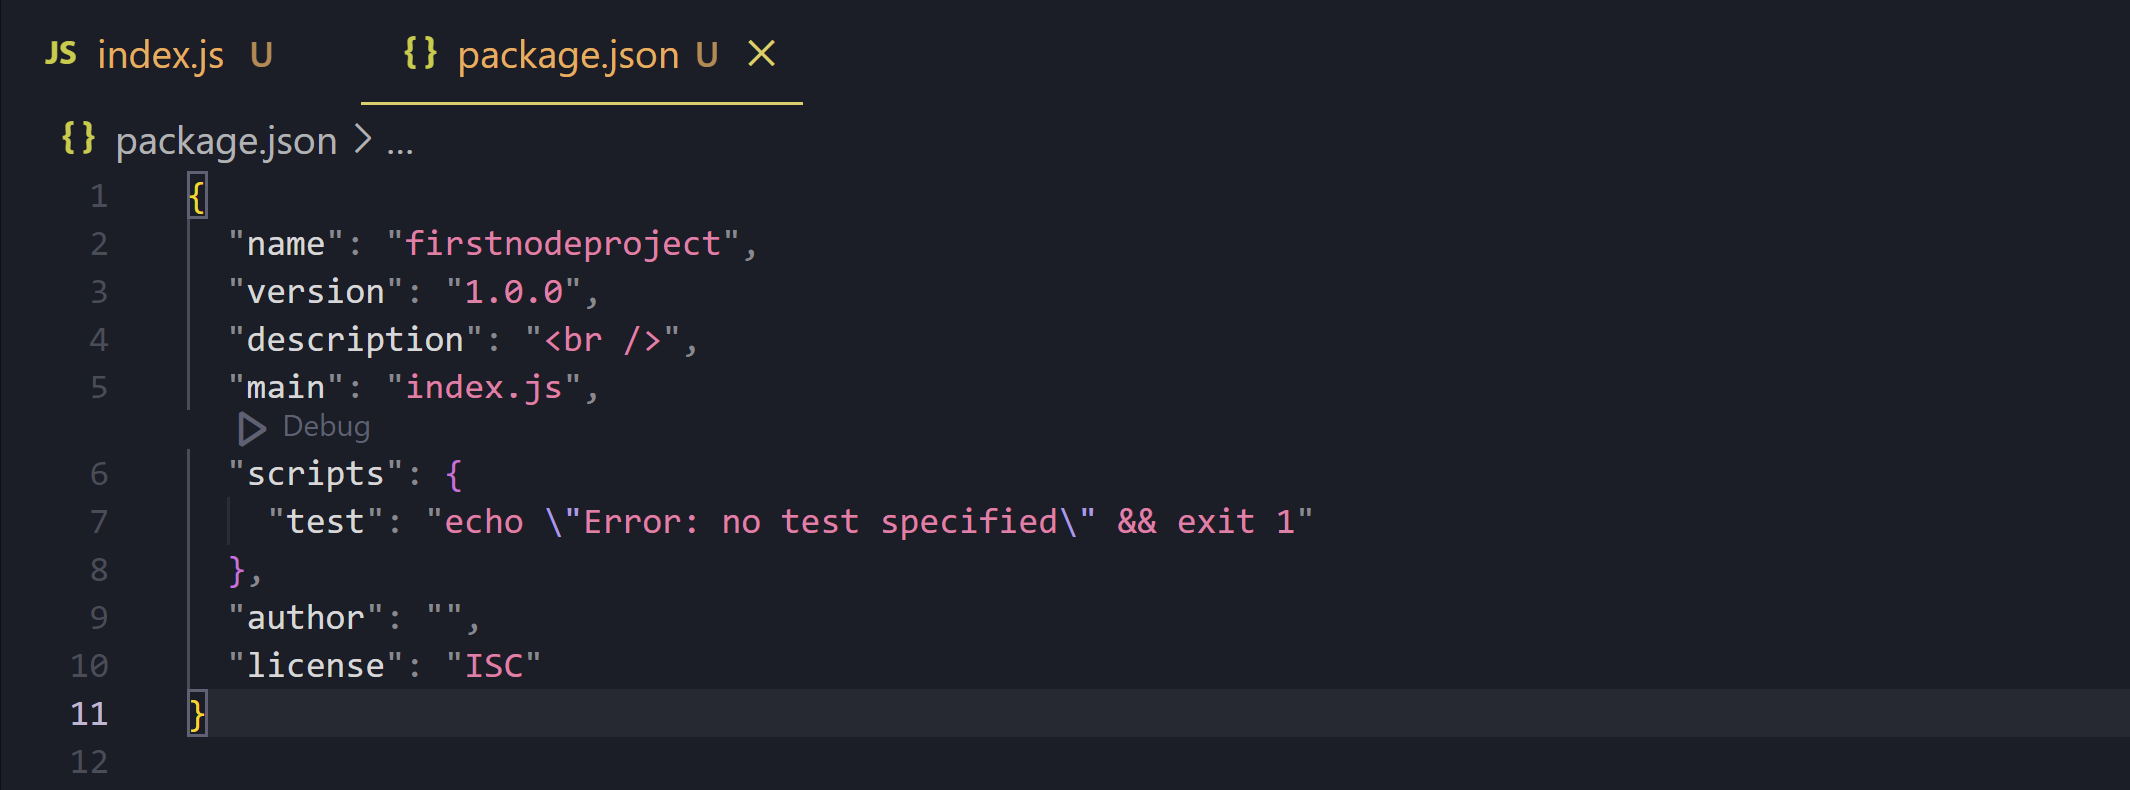 JS index.js U {} package.json U
{} package.json > ...
1 {
2 "name": "firstnodeproject",
3 "version": "1.0.0",
4 "description": "<br />",
5 "main": "index.js",
Debug
6 "scripts": {
7 "test": "echo \"Error: no test specified\" && exit 1"
8 },
9 "author": "",
10 "license": "ISC"
11 }
12